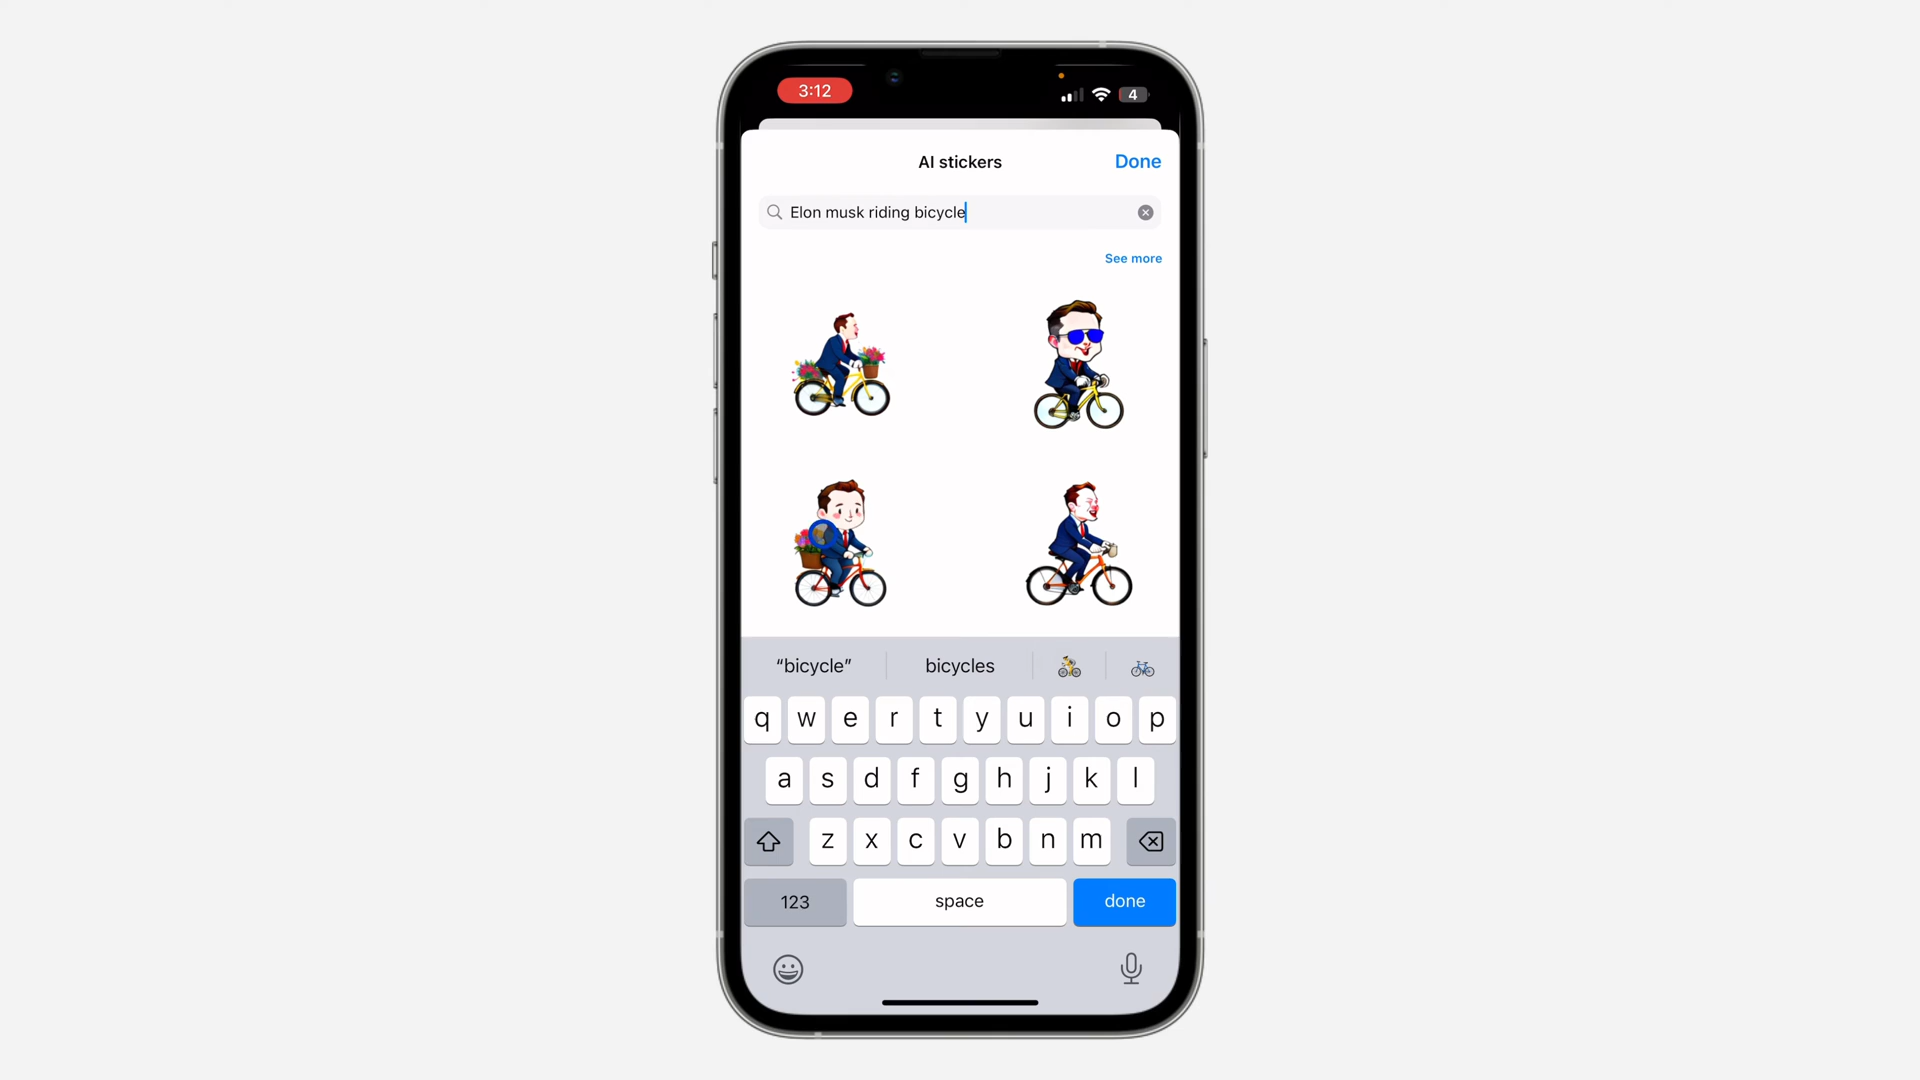 3:12
4
AI stickers
Done
Elon musk riding bicycle
See more
“bicycle”
bicycles
q w e r t y u i o p
a s d f g h j k l
z x c v b n m
123
space
done